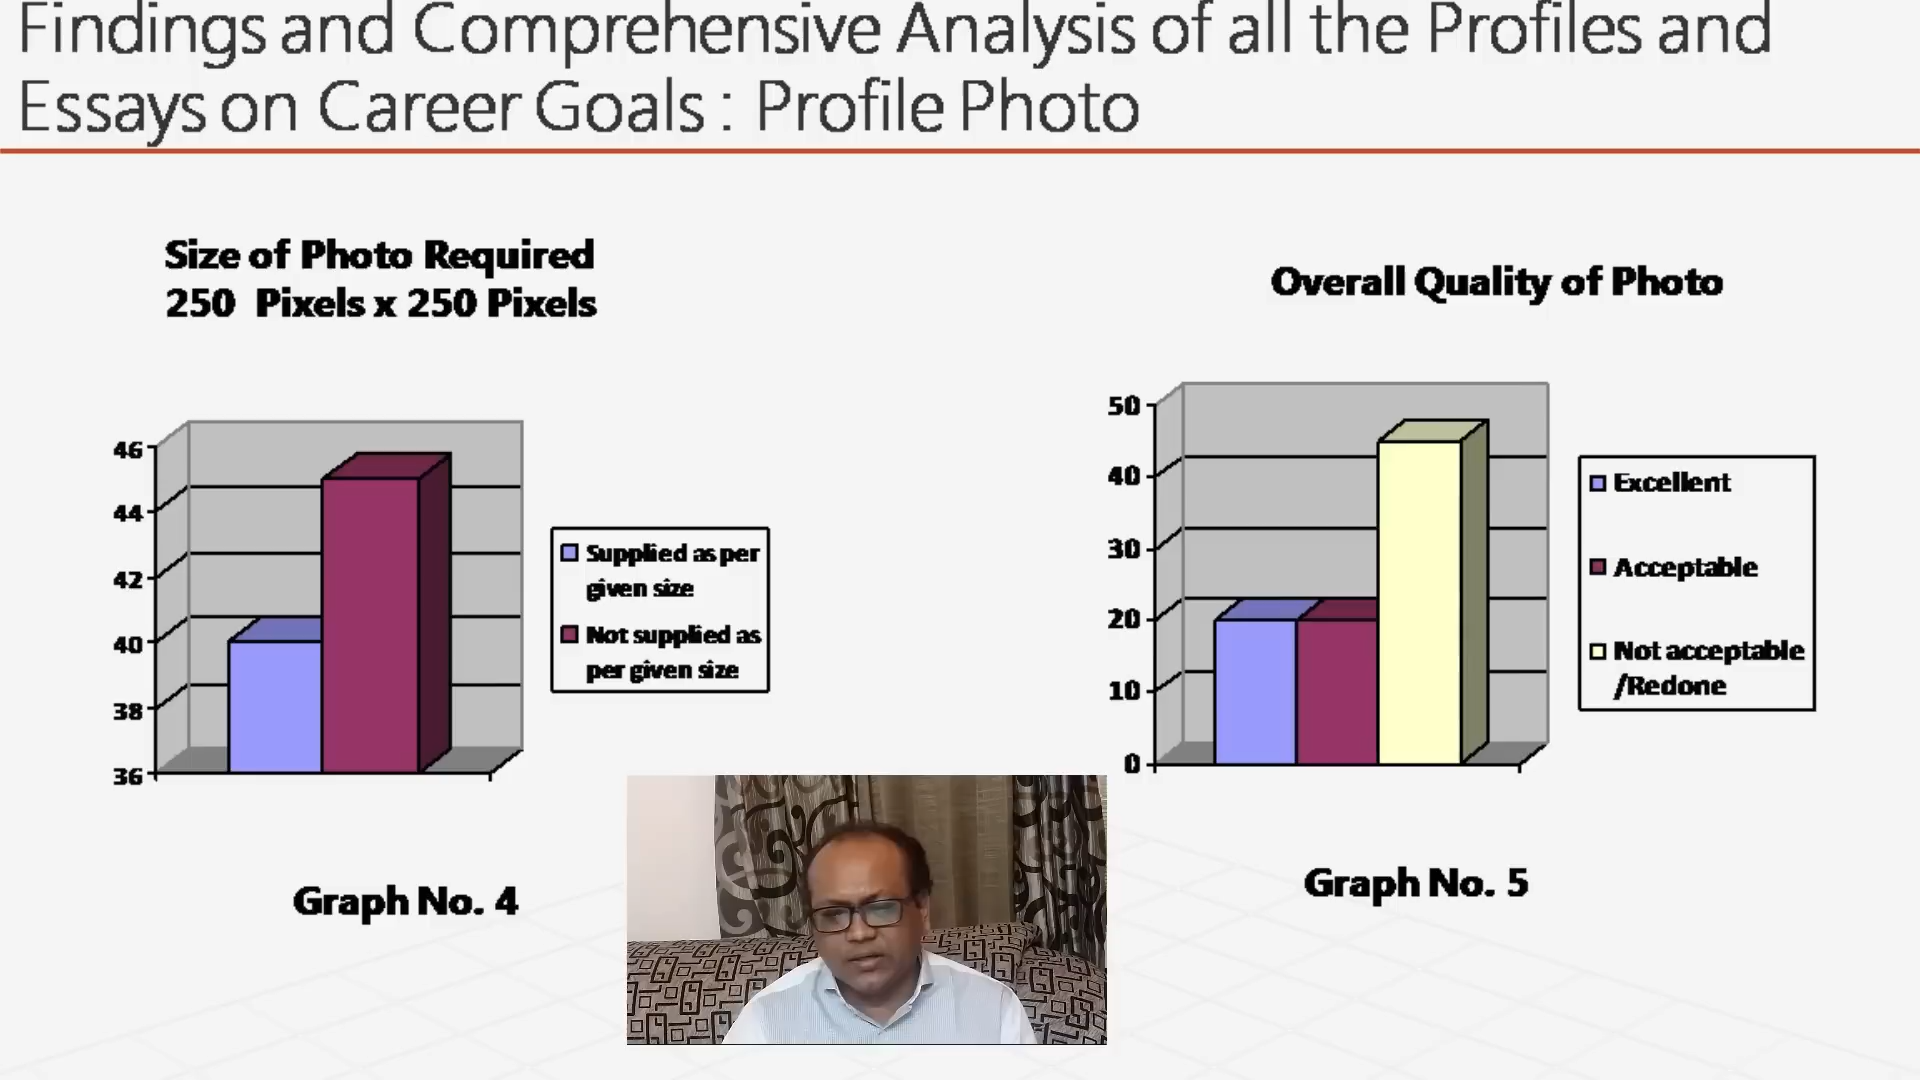 Findings and Comprehensive Analysis of all the Profiles and
Essays on Career Goals : Profile Photo
Size of Photo Required
250 Pixels x 250 Pixels
46
44
42
40
38
36
Supplied as per
given size
Not supplied as
per given size
Graph No. 4
Overall Quality of Photo
50
40
30
20
10
0
Excellent
Acceptable
Not acceptable
/Redone
Graph No. 5